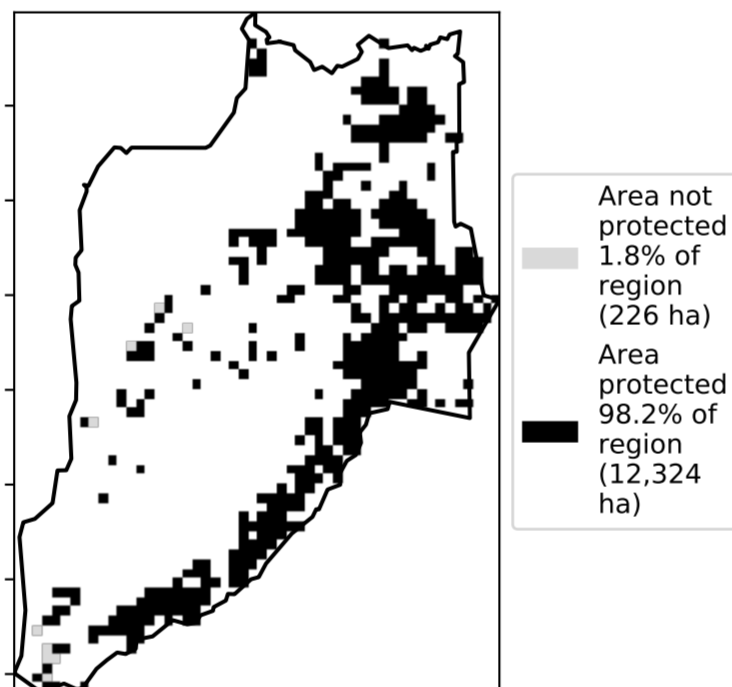 Area not
protected
1.8% of
region
(226 ha)
Area
protected
98.2% of
region
(12,324
ha)